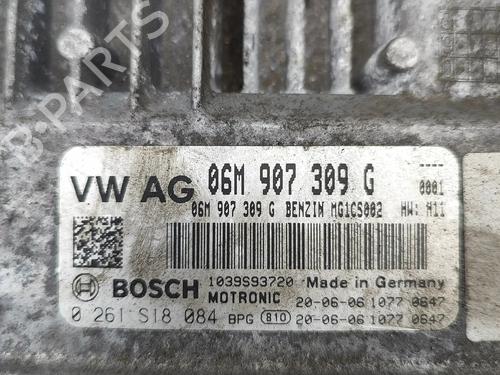 B-PARTS
VW AG 06M 907 309 G
----
0001
06M 907 309 G BENZIN MG1CS002 HW: H11
BOSCH 1039S93720 Made in Germany
MOTRONIC 20-06-06 1077 0647
0 261 S18 084 BPG 810 20-06-06 1077 0647